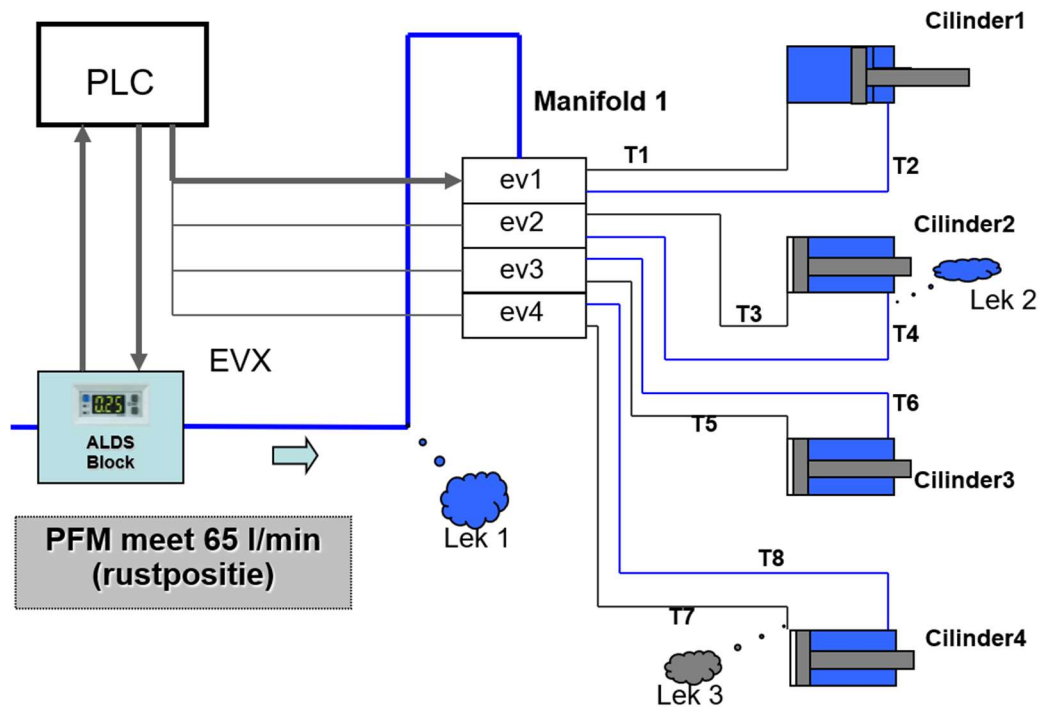 Cilinder1
PLC
Manifold 1
T1
ev1
T2
ev2
Cilinder2
ev3
Lek 2
T3
ev4
T4
EVX
T6
0.25
T5
ALDS
Block
Cilinder3
Lek 1
PFM meet 65 l/min
(rustpositie)
T8
T7
Cilinder4
Lek 3